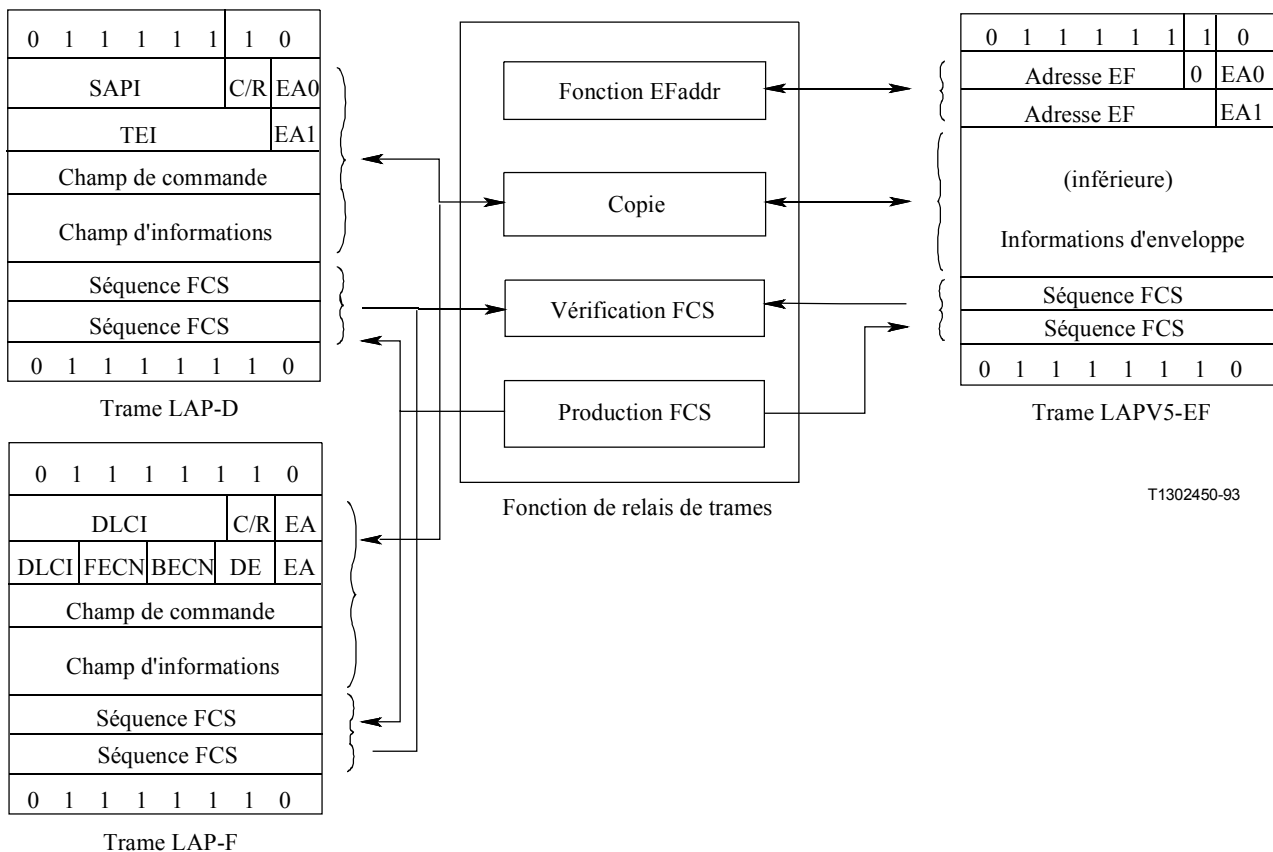 0 1 1 1 1 1 1 0
SAPI C/R EA0
TEI EA1
Champ de commande
Champ d'informations
Séquence FCS
Séquence FCS
0 1 1 1 1 1 1 0
Trame LAP-D
0 1 1 1 1 1 1 0
DLCI C/R EA
DLCI FECN BECN DE EA
Champ de commande
Champ d'informations
Séquence FCS
Séquence FCS
0 1 1 1 1 1 1 0
Trame LAP-F
Fonction EFaddr
Copie
Vérification FCS
Production FCS
Fonction de relais de trames
0 1 1 1 1 1 1 0
Adresse EF 0 EA0
Adresse EF EA1
(inférieure)
Informations d'enveloppe
Séquence FCS
Séquence FCS
0 1 1 1 1 1 1 0
Trame LAPV5-EF
T1302450-93